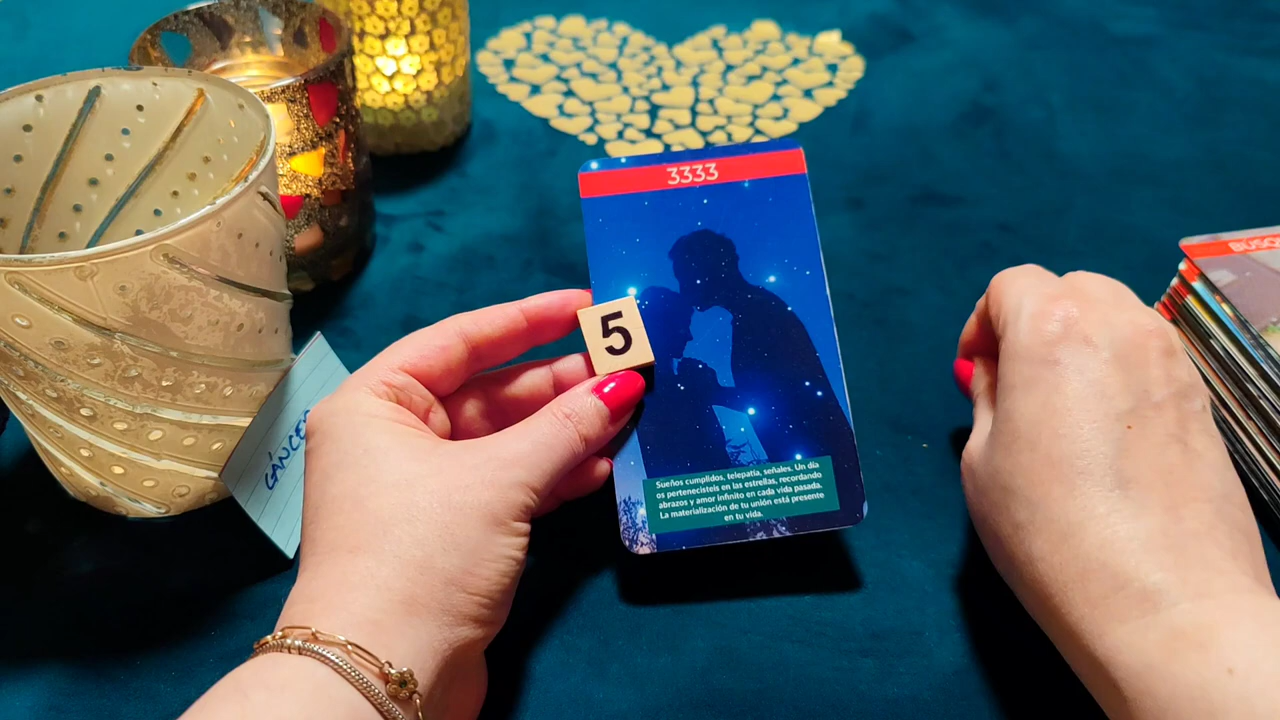 3333
5
Sueños cumplidos, telepatía, señales. Un día
os pertenecisteis en las estrellas, recordando
abrazos y amor infinito en cada vida pasada.
La materialización de tu unión está presente
en tu vida.
CÁNCER